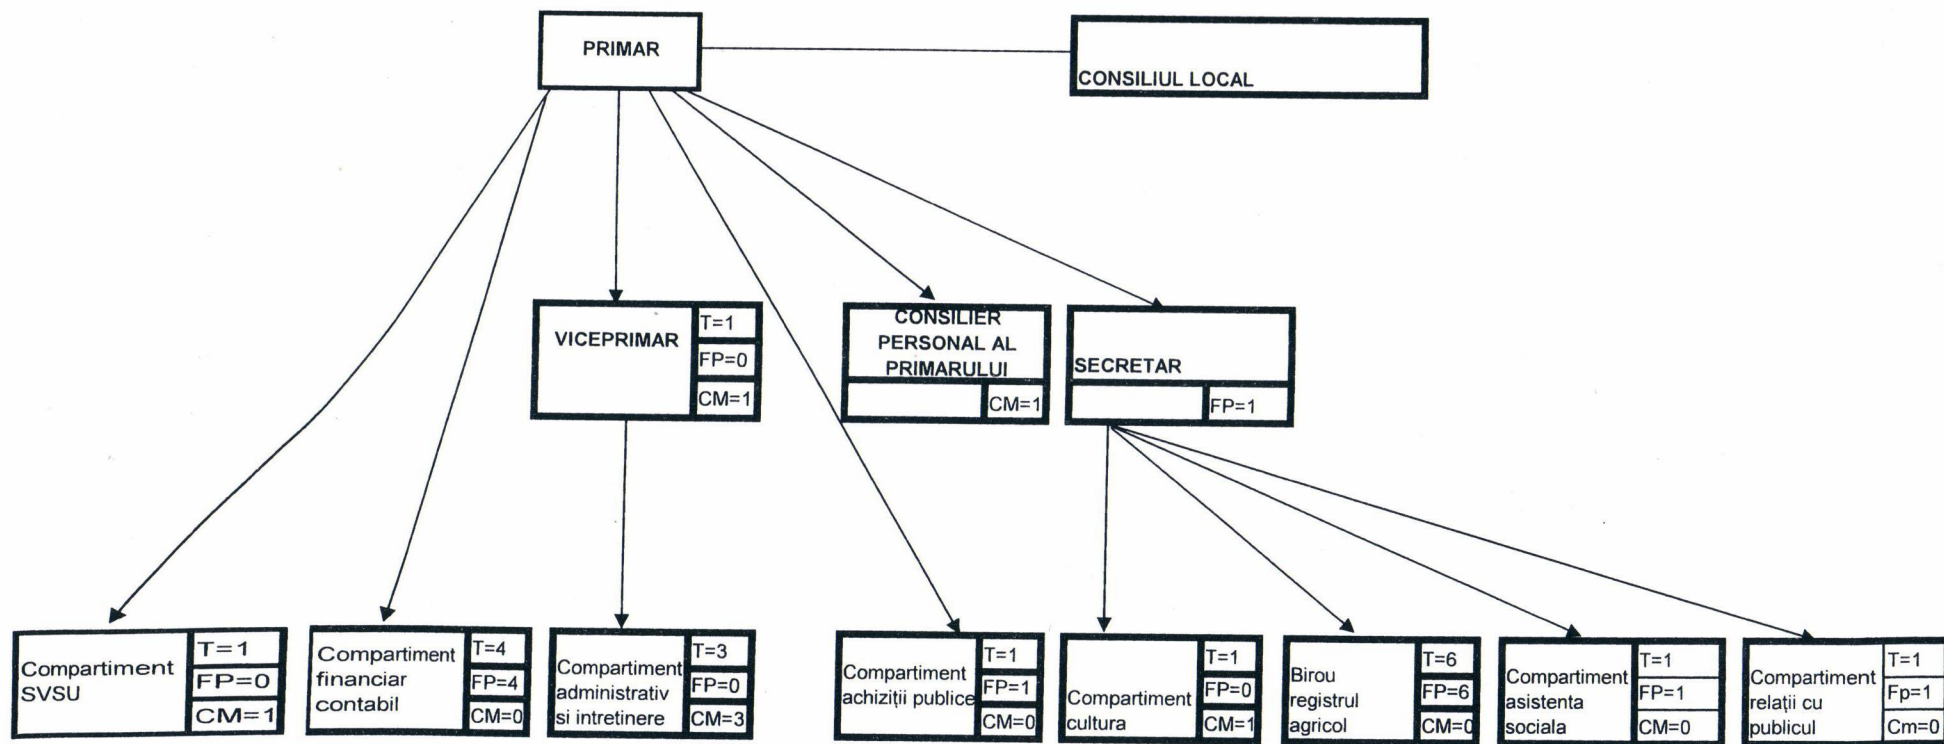 PRIMAR
CONSILIUL LOCAL
VICEPRIMAR
T=1
FP=0
CM=1
CONSILIER
PERSONAL AL
PRIMARULUI
CM=1
SECRETAR
FP=1
Compartiment
SVSU
T=1
FP=0
CM=1
Compartiment
financiar
contabil
T=4
FP=4
CM=0
Compartiment
administrativ
si intretinere
T=3
FP=0
CM=3
Compartiment
achiziții publice
T=1
FP=1
CM=0
Compartiment
cultura
T=1
FP=0
CM=1
Birou
registrul
agricol
T=6
FP=6
CM=0
Compartiment
asistenta
sociala
T=1
FP=1
CM=0
Compartiment
relații cu
publicul
T=1
Fp=1
Cm=0